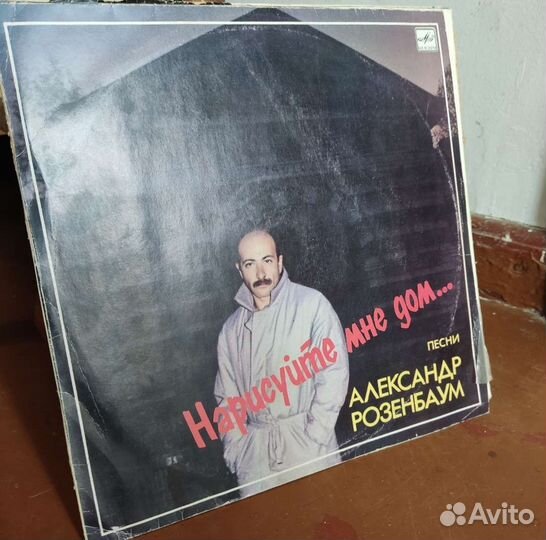 Нарисуйте мне дом...
ПЕСНИ
АЛЕКСАНДР
РОЗЕНБАУМ
Avito